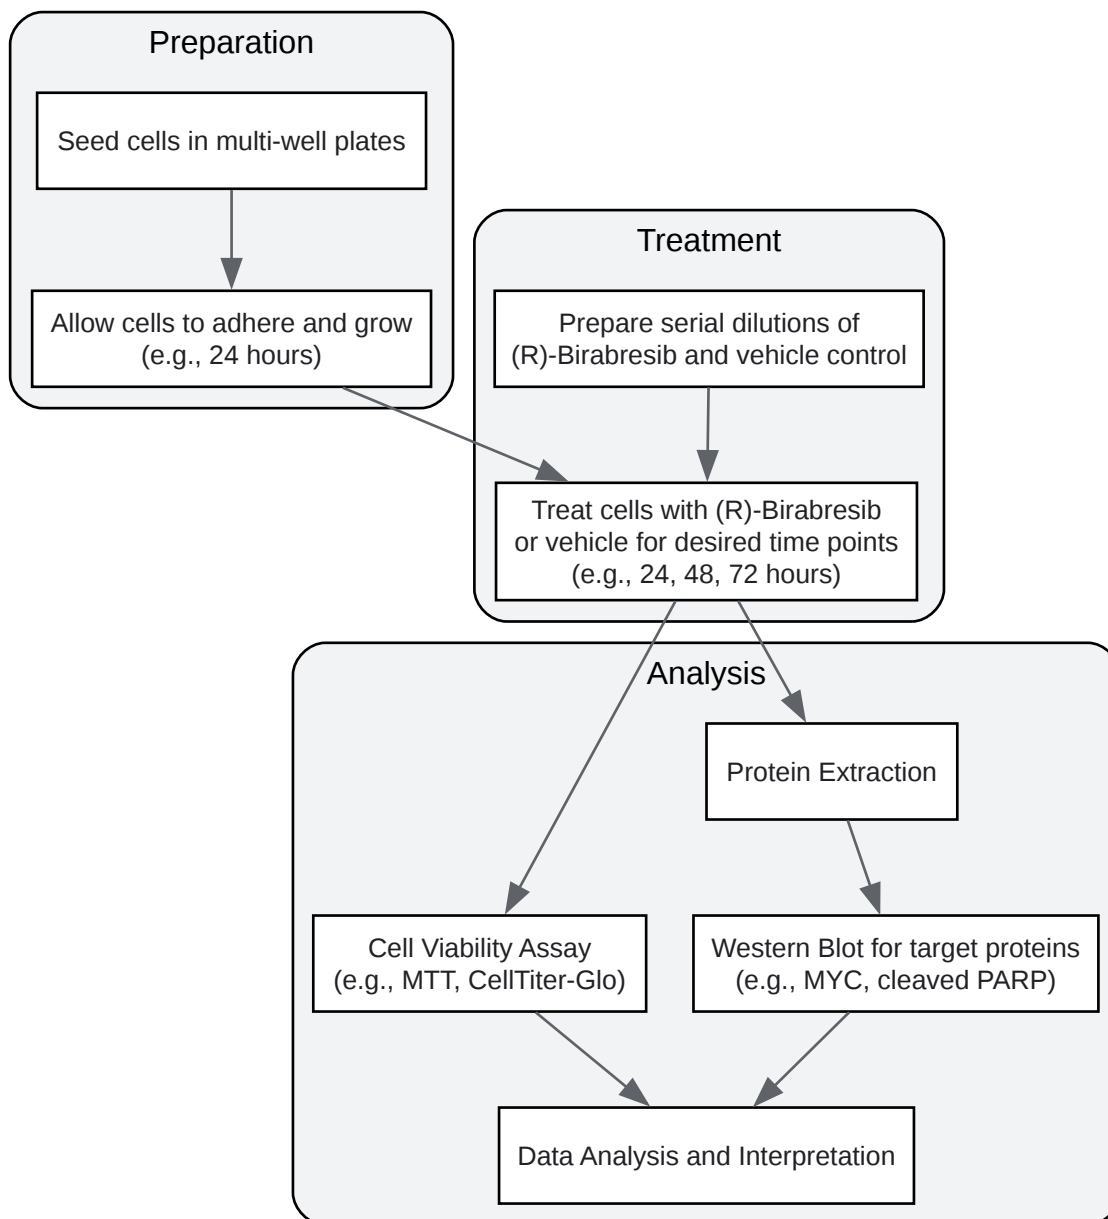 Preparation
Seed cells in multi-well plates
Allow cells to adhere and grow
(e.g., 24 hours)
Treatment
Prepare serial dilutions of
(R)-Birabresib and vehicle control
Treat cells with (R)-Birabresib
or vehicle for desired time points
(e.g., 24, 48, 72 hours)
Analysis
Protein Extraction
Cell Viability Assay
(e.g., MTT, CellTiter-Glo)
Western Blot for target proteins
(e.g., MYC, cleaved PARP)
Data Analysis and Interpretation